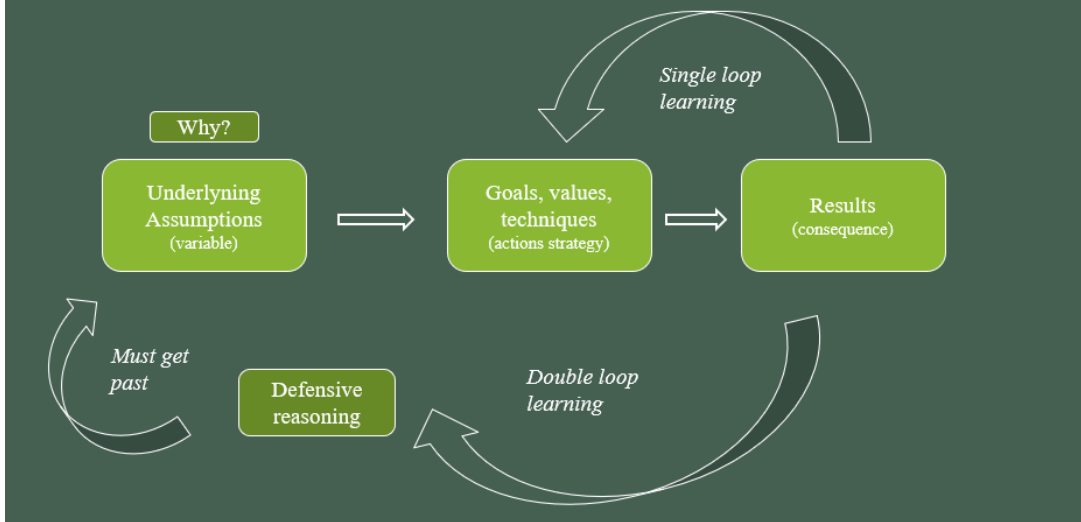 Single loop
learning
Why?
Underlyning
Assumptions
(variable)
Goals, values,
techniques
(actions strategy)
Results
(consequence)
Must get
past
Defensive
reasoning
Double loop
learning